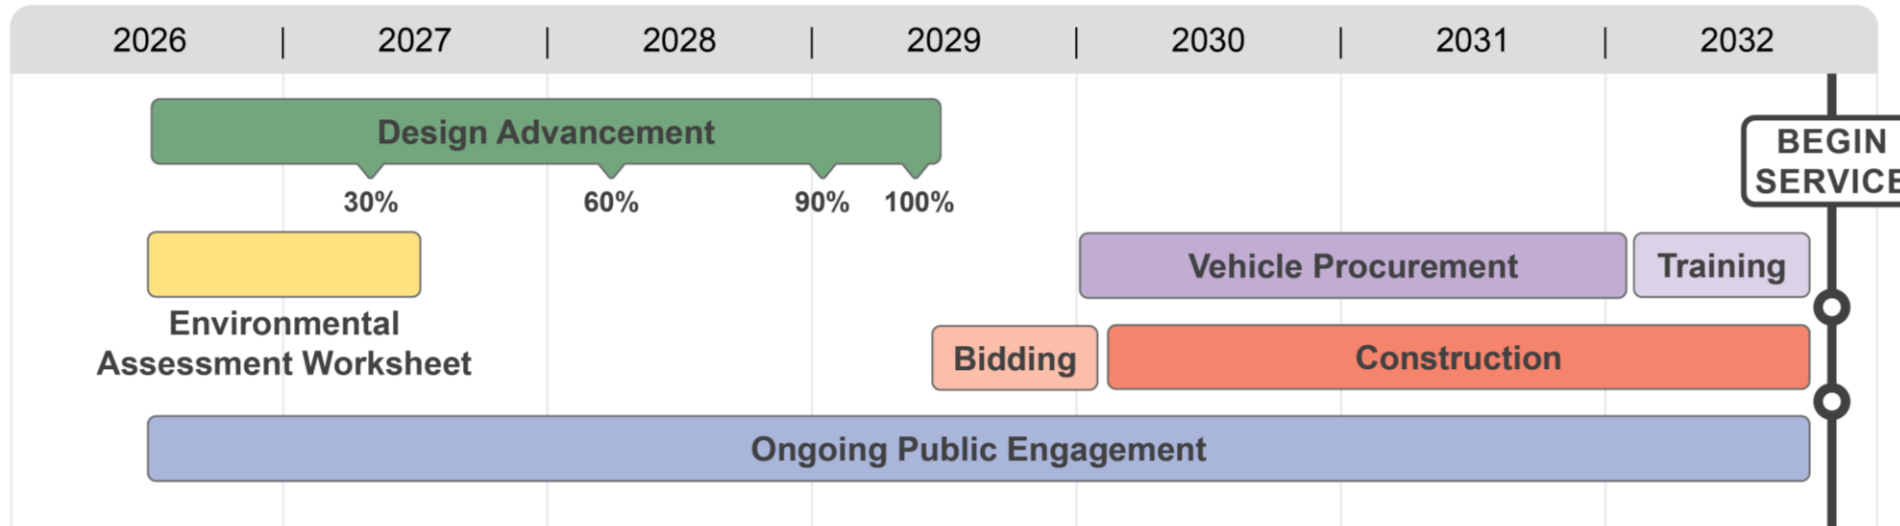 2026 | 2027 | 2028 | 2029 | 2030 | 2031 | 2032
Design Advancement
30% 60% 90% 100%
BEGIN
SERVICE
Environmental
Assessment Worksheet
Vehicle Procurement
Training
Bidding
Construction
Ongoing Public Engagement